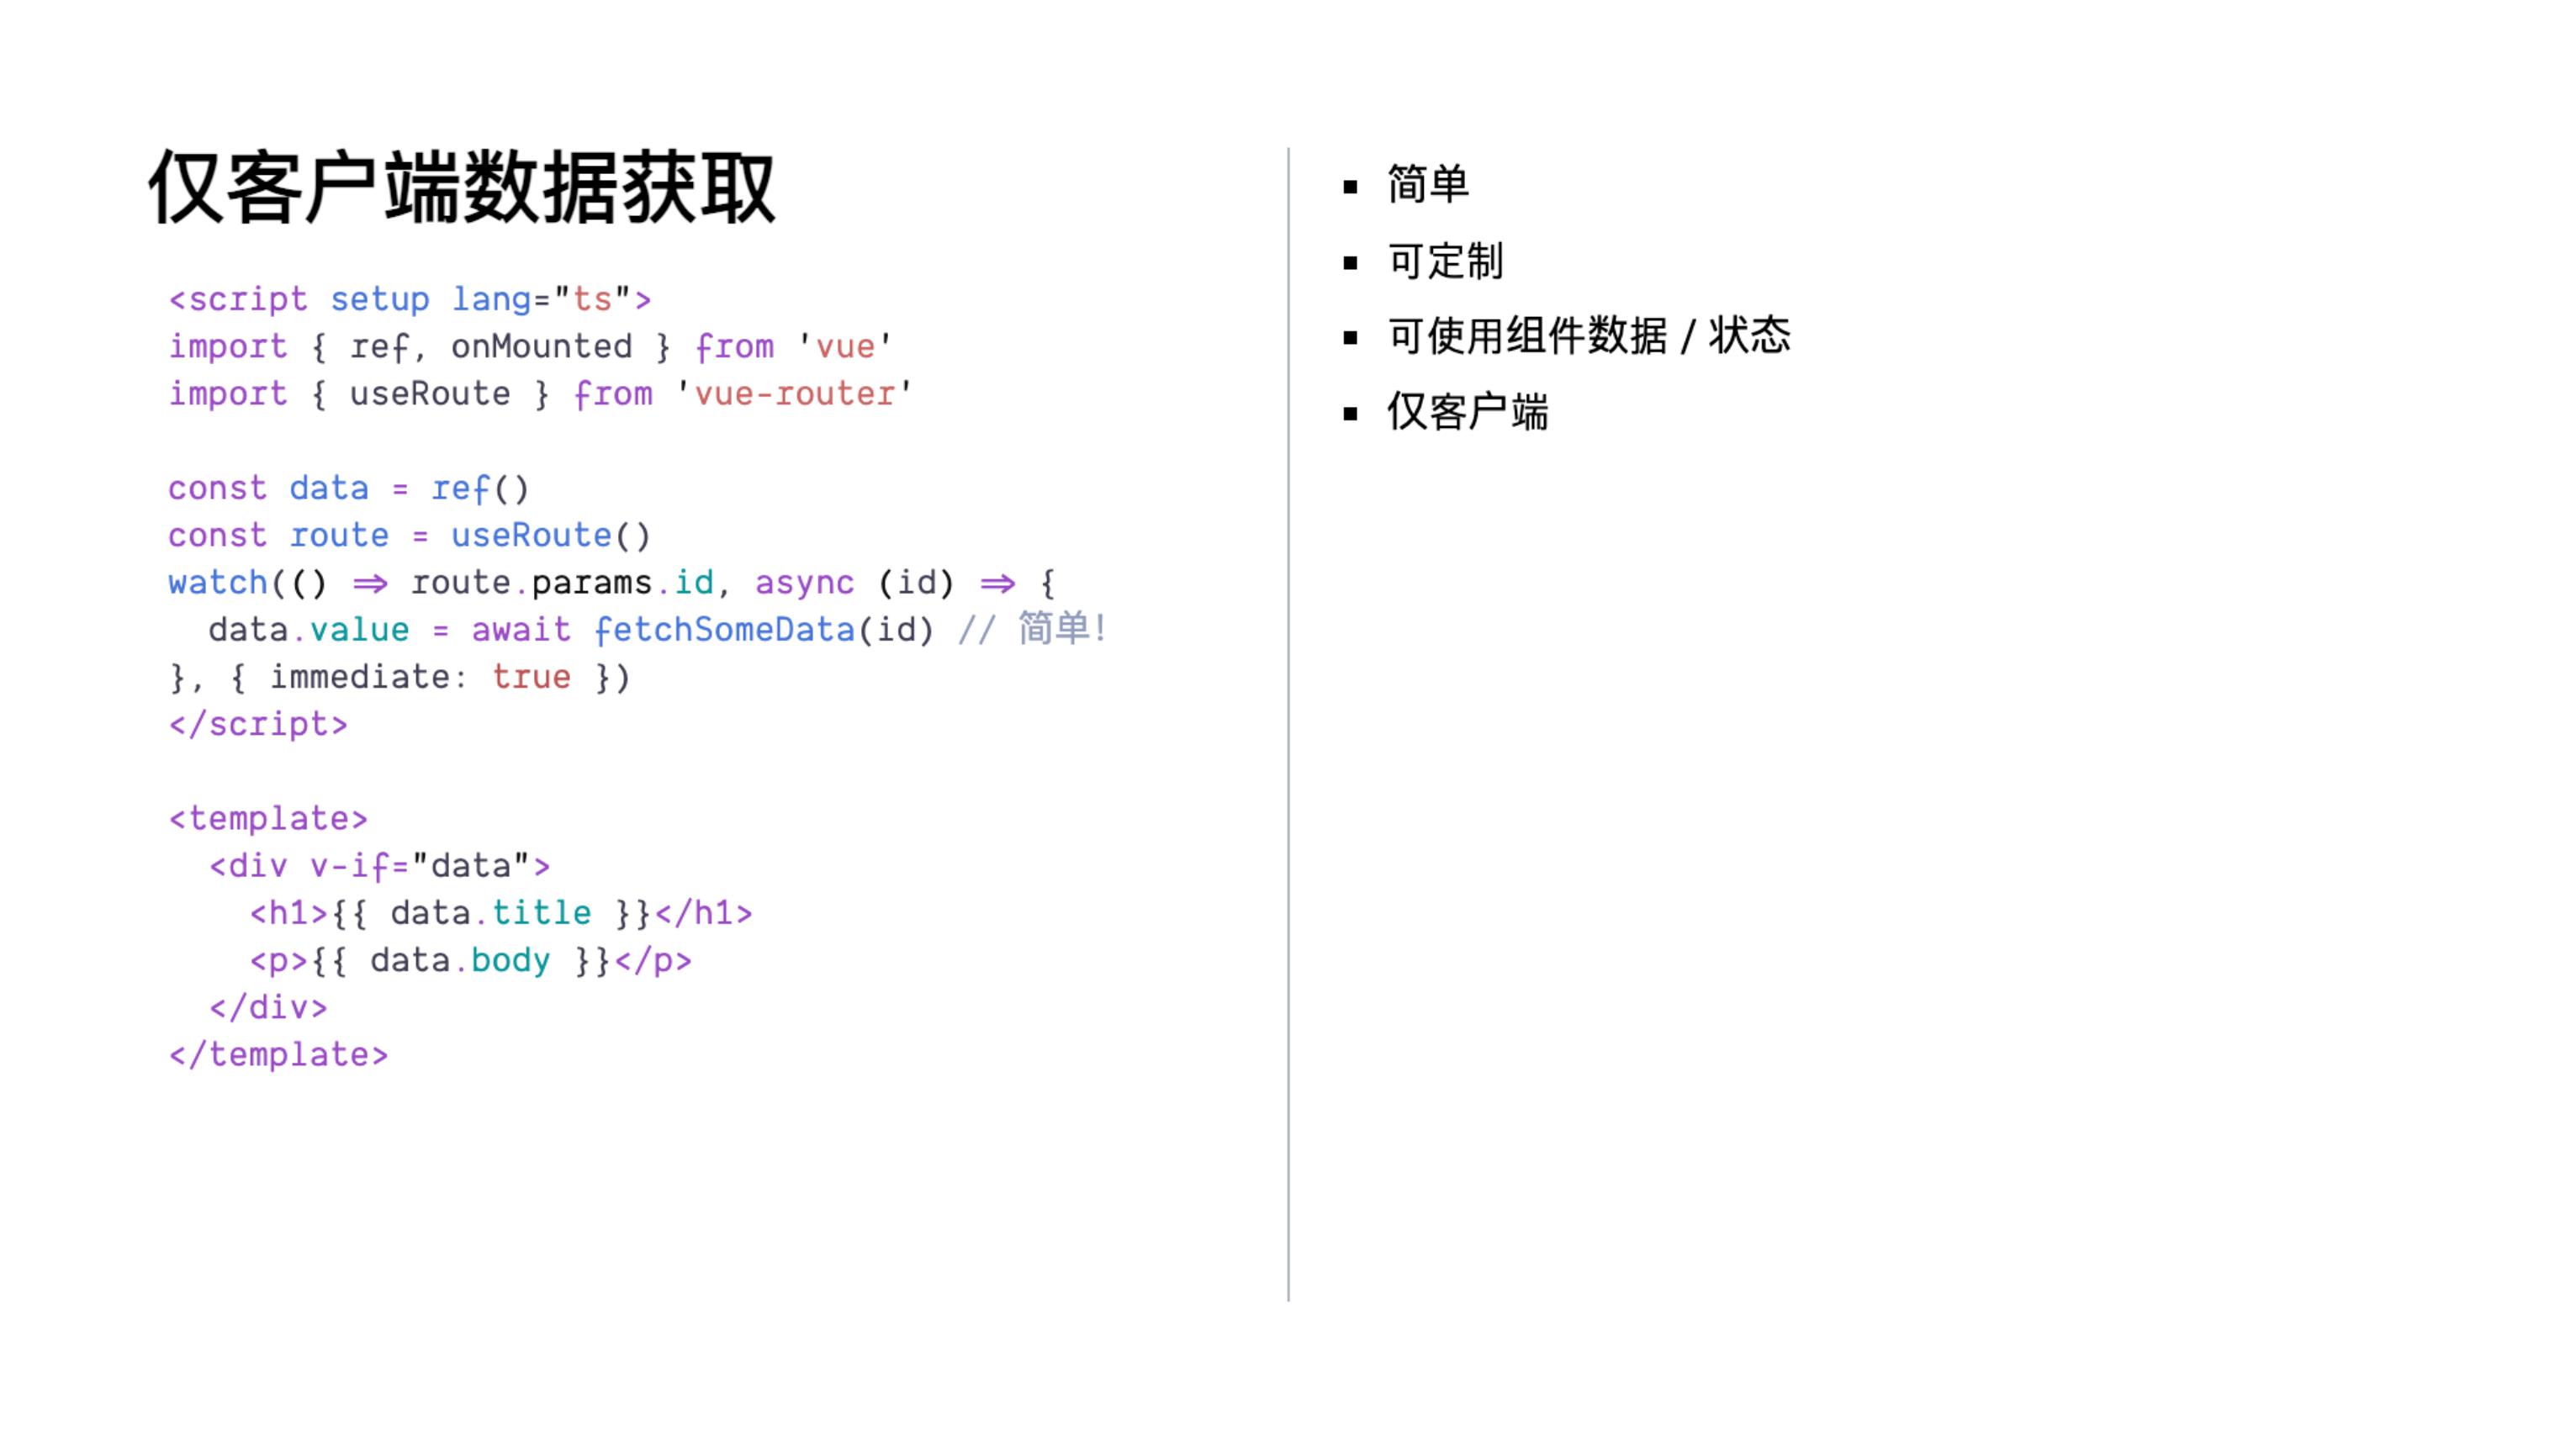 仅客户端数据获取
<script setup lang="ts">
import { ref, onMounted } from 'vue'
import { useRoute } from 'vue-router'
const data = ref()
const route = useRoute()
watch(() => route.params.id, async (id) => {
  data.value = await fetchSomeData(id) // 简单!
}, { immediate: true })
</script>
<template>
  <div v-if="data">
    <h1>{{ data.title }}</h1>
    <p>{{ data.body }}</p>
  </div>
</template>
▪ 简单
▪ 可定制
▪ 可使用组件数据 / 状态
▪ 仅客户端